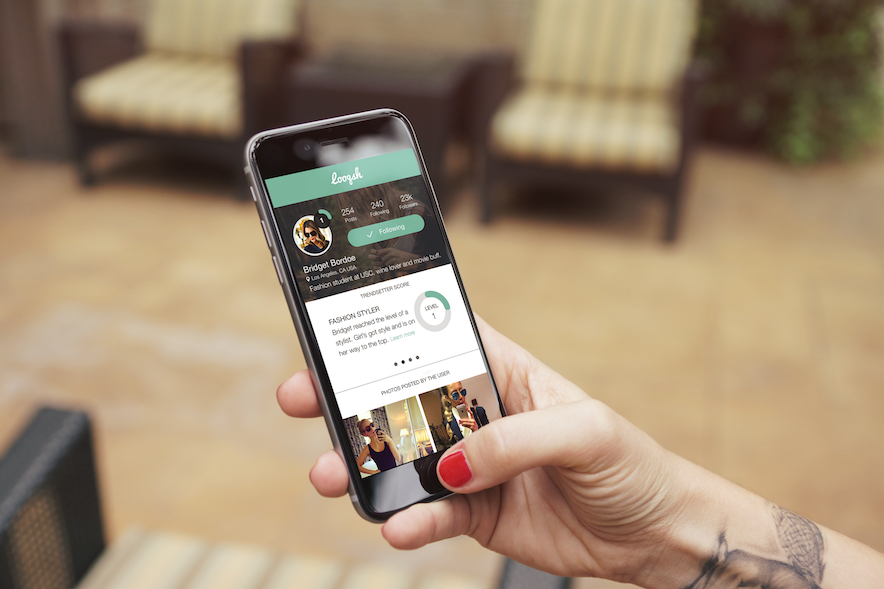 looqsh
1
254
Posts
240
Following
23k
Followers
Following
Bridget Bordoe
Los Angeles, CA USA
Fashion student at USC, wine lover and movie buff.
TRENDSETTER SCORE
FASHION STYLER
Bridget reached the level of a
stylist. Girl's got style and is on
her way to the top. Learn more
LEVEL
1
PHOTOS POSTED BY THE USER